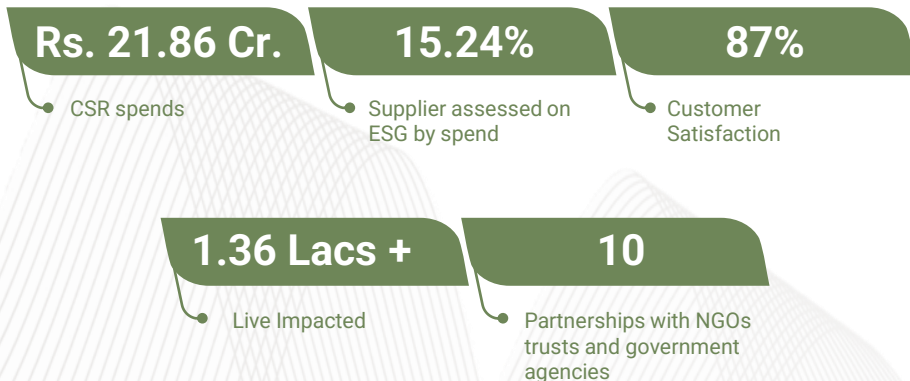 Rs. 21.86 Cr.
CSR spends
15.24%
Supplier assessed on
ESG by spend
87%
Customer
Satisfaction
1.36 Lacs +
Live Impacted
10
Partnerships with NGOs
trusts and government
agencies